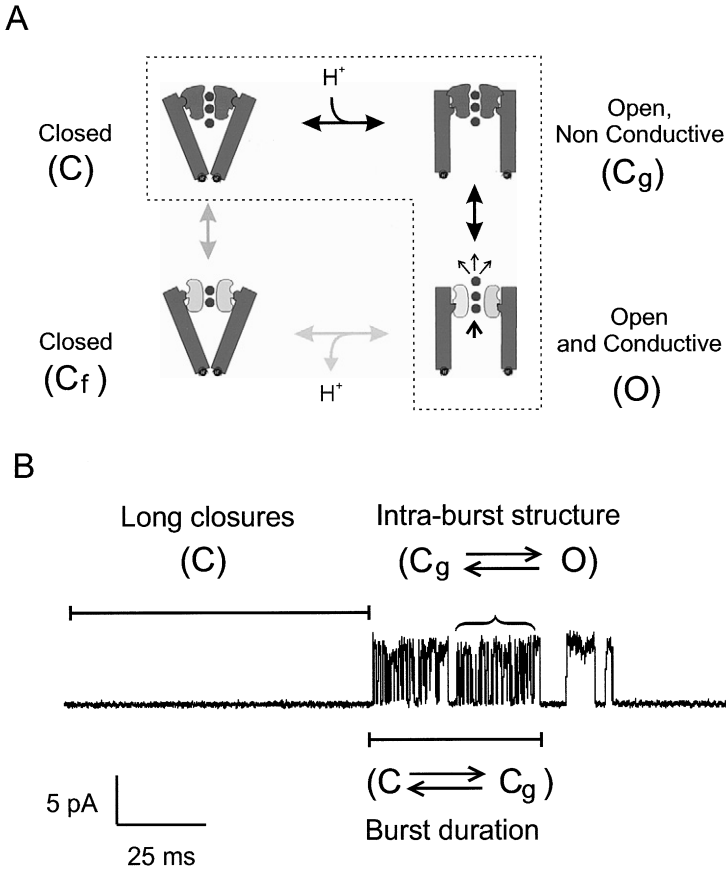 A
H⁺
Closed
(C)
Open,
Non Conductive
(Cg)
Closed
(Cf)
H⁺
Open
and Conductive
(O)
B
Long closures
(C)
Intra-burst structure
(Cg ⇌ O)
5 pA
25 ms
(C ⇌ Cg)
Burst duration